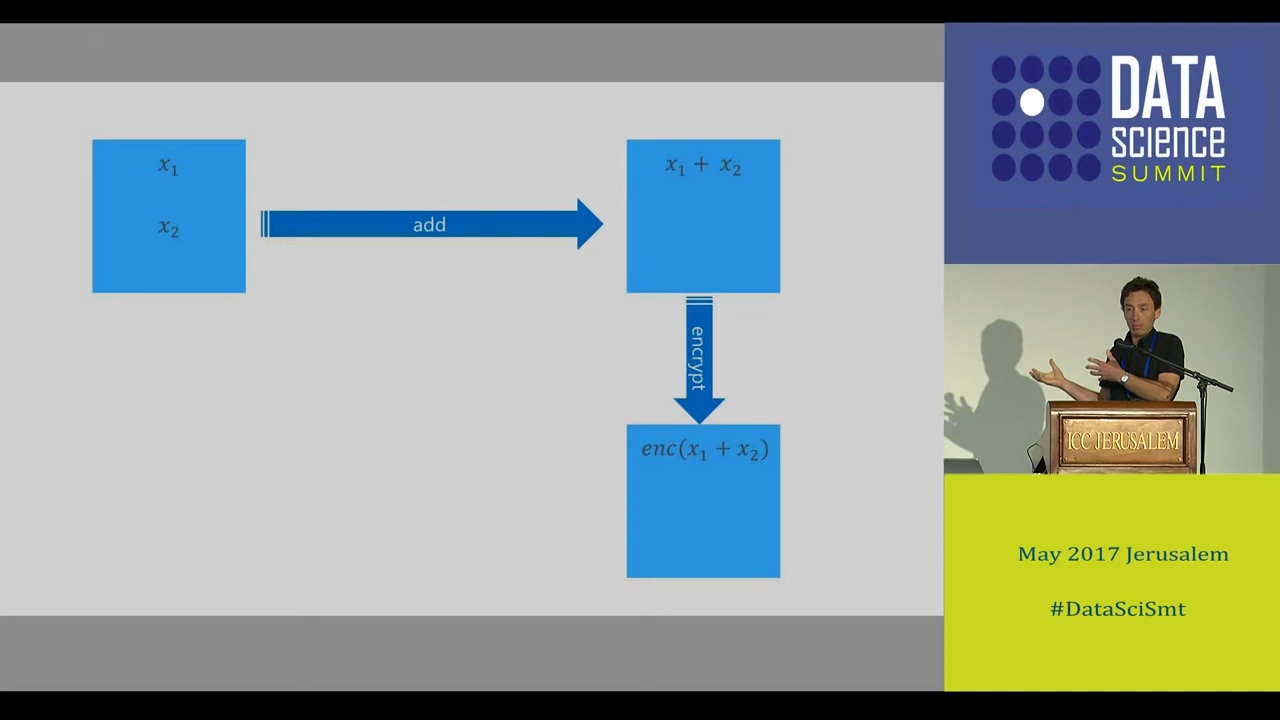 x₁
x₂
add
x₁ + x₂
encrypt
enc(x₁ + x₂)
DATA
SCIENCE
SUMMIT
ICC JERUSALEM
May 2017 Jerusalem
#DataSciSmt